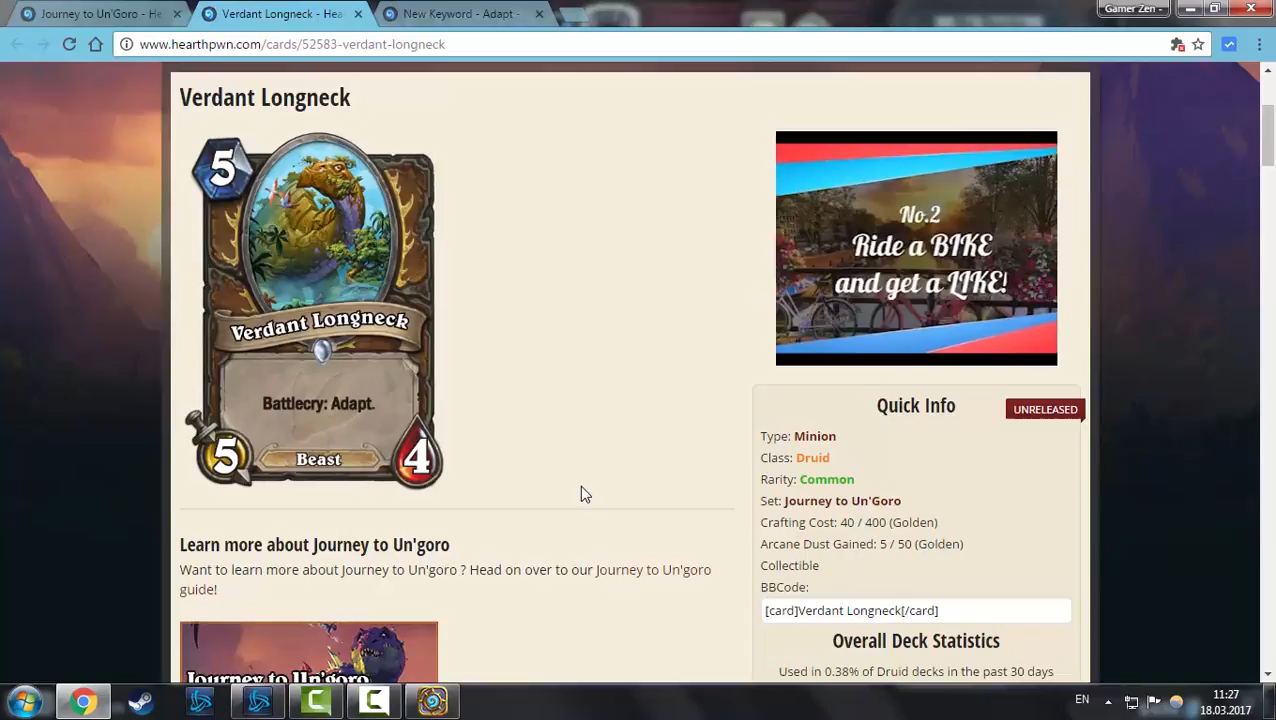 Journey to Un'Goro - He
Verdant Longneck - Hea
New Keyword - Adapt -
Gamer Zen -
www.hearthpwn.com/cards/52583-verdant-longneck
Verdant Longneck
5
Verdant Longneck
Battlecry: Adapt.
5
Beast
4
No.2
Ride a BIKE
and get a LIKE!
Quick Info
UNRELEASED
Type: Minion
Class: Druid
Rarity: Common
Set: Journey to Un'Goro
Crafting Cost: 40 / 400 (Golden)
Arcane Dust Gained: 5 / 50 (Golden)
Collectible
BBCode:
[card]Verdant Longneck[/card]
Overall Deck Statistics
Used in 0.38% of Druid decks in the past 30 days
Learn more about Journey to Un'goro
Want to learn more about Journey to Un'goro ? Head on over to our Journey to Un'goro
guide!
Journey to Un'goro
EN
11:27
18.03.2017